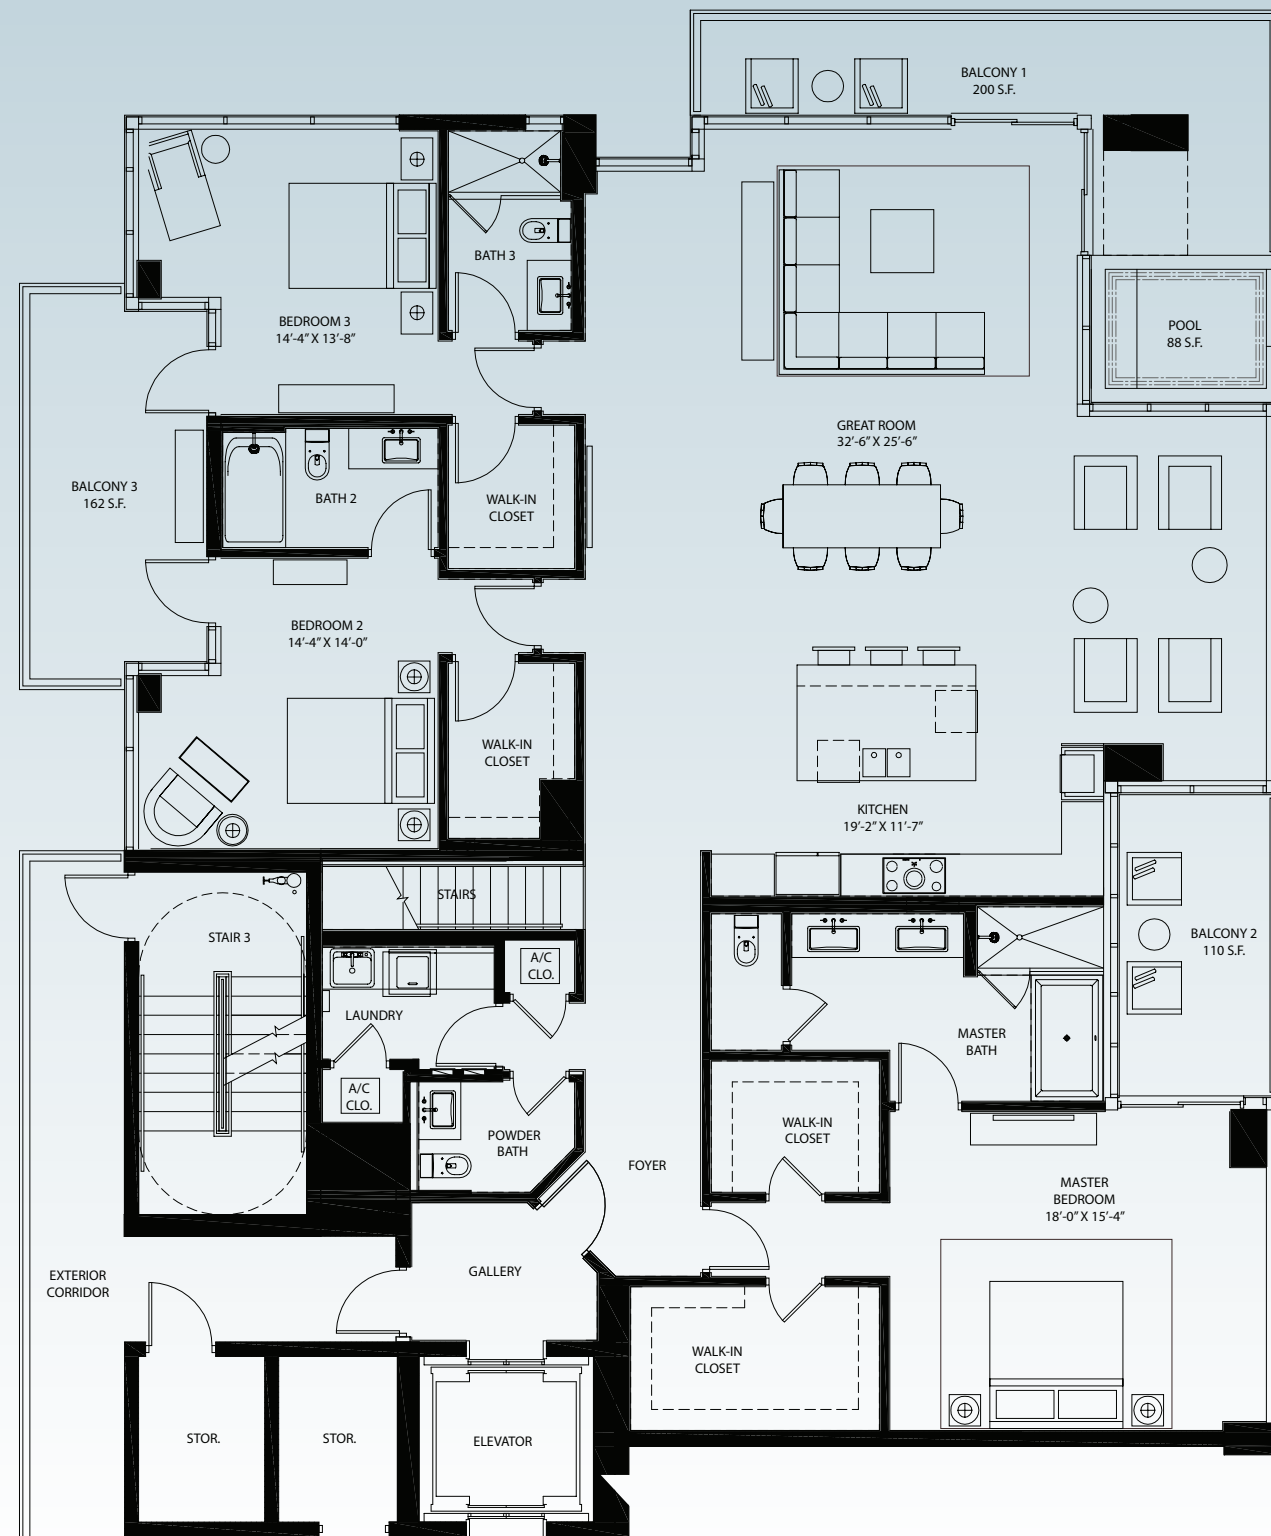 BALCONY 1
200 S.F.
BATH 3
BEDROOM 3
14'-4" X 13'-8"
POOL
88 S.F.
GREAT ROOM
32'-6" X 25'-6"
BALCONY 3
162 S.F.
BATH 2
WALK-IN
CLOSET
BEDROOM 2
14'-4" X 14'-0"
WALK-IN
CLOSET
KITCHEN
19'-2" X 11'-7"
STAIRS
STAIR 3
BALCONY 2
110 S.F.
A/C
CLO.
LAUNDRY
MASTER
BATH
A/C
CLO.
POWDER
BATH
WALK-IN
CLOSET
FOYER
MASTER
BEDROOM
18'-0" X 15'-4"
EXTERIOR
CORRIDOR
GALLERY
WALK-IN
CLOSET
STOR.
STOR.
ELEVATOR